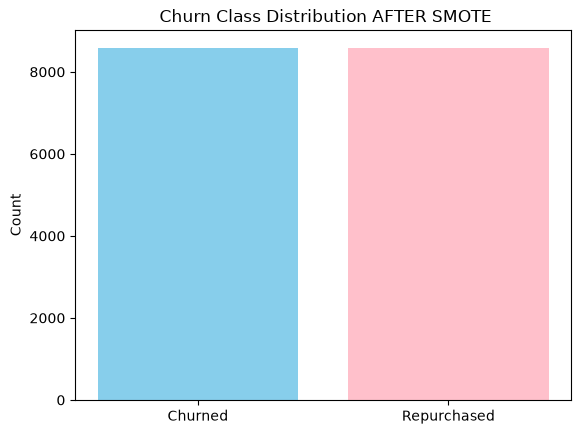 Churn Class Distribution AFTER SMOTE
8000
6000
4000
2000
0
Count
Churned
Repurchased